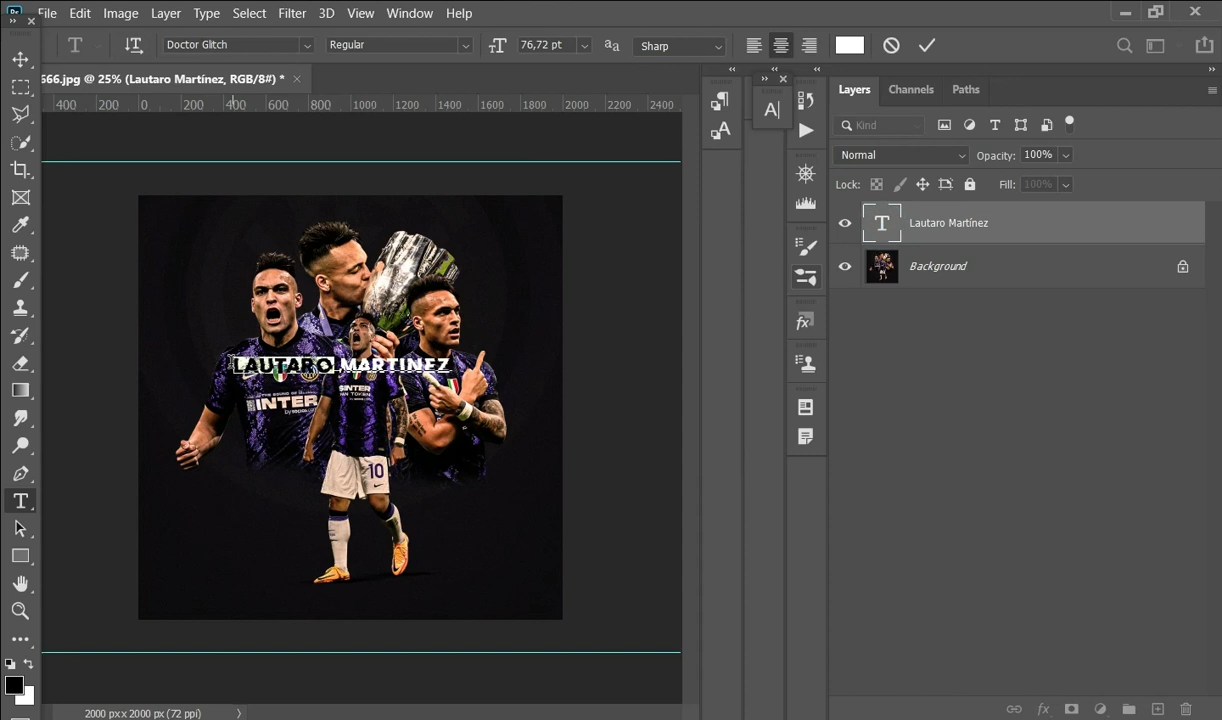 File Edit Image Layer Type Select Filter 3D View Window Help
T Doctor Glitch Regular 76,72 pt Sharp
666.jpg @ 25% (Lautaro Martínez, RGB/8#) *
400 200 0 200 400 600 800 1000 1200 1400 1600 1800 2000 2200 2400
Layers Channels Paths
Kind
Normal Opacity: 100%
Lock: Fill: 100%
Lautaro Martínez
Background
LAUTARO MARTINEZ
INTER
INTER
10
2000 px x 2000 px (72 ppi)